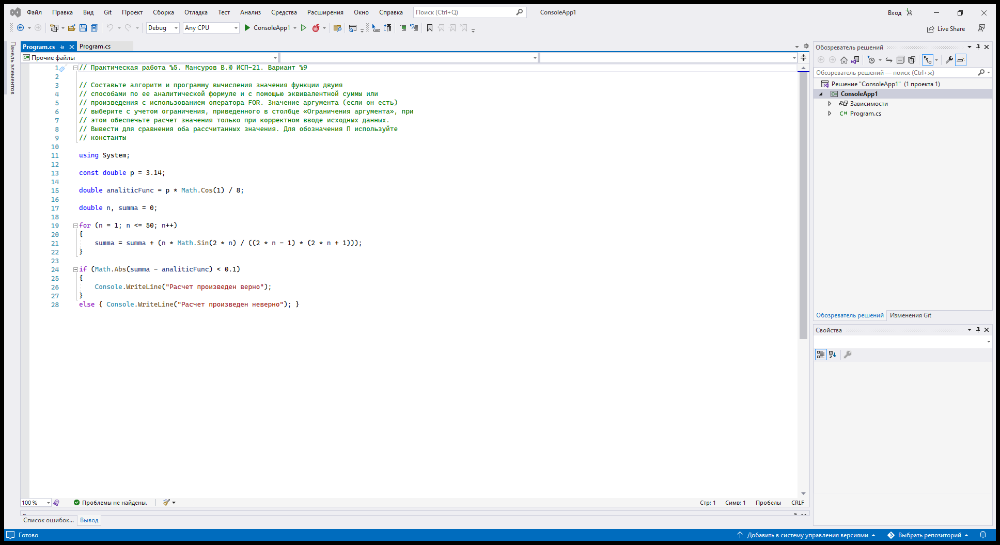 Файл Правка Вид Git Проект Сборка Отладка Тест Анализ Средства Расширения Окно Справка Поиск (Ctrl+Q) ConsoleApp1 Вход
Debug Any CPU ConsoleApp1 Live Share
Панель элементов
Program.cs Program.cs
Прочие файлы
1 // Практическая работа %5. Мансуров В.Ю ИСП-21. Вариант %9
2
3 // Составьте алгоритм и программу вычисления значения функции двумя
4 // способами по ее аналитической формуле и с помощью эквивалентной суммы или
5 // произведения с использованием оператора FOR. Значение аргумента (если он есть)
6 // выберите с учетом ограничения, приведенного в столбце «Ограничения аргумента», при
7 // этом обеспечьте расчет значения только при корректном вводе исходных данных.
8 // Вывести для сравнения оба рассчитанных значения. Для обозначения П используйте
9 // константы
10
11 using System;
12
13 const double p = 3.14;
14
15 double analiticFunc = p * Math.Cos(1) / 8;
16
17 double n, summa = 0;
18
19 for (n = 1; n <= 50; n++)
20 {
21 summa = summa + (n * Math.Sin(2 * n) / ((2 * n - 1) * (2 * n + 1)));
22 }
23
24 if (Math.Abs(summa - analiticFunc) < 0.1)
25 {
26 Console.WriteLine("Расчет произведен верно");
27 }
28 else { Console.WriteLine("Расчет произведен неверно"); }
100 % Проблемы не найдены. Стр: 1 Симв: 1 Пробелы CRLF
Список ошибок... Вывод
Обозреватель решений
Обозреватель решений — поиск (Ctrl+ж)
Решение "ConsoleApp1" (1 проекта 1)
ConsoleApp1
Зависимости
C# Program.cs
Обозреватель решений Изменения Git
Свойства
Готово Добавить в систему управления версиями Выбрать репозиторий